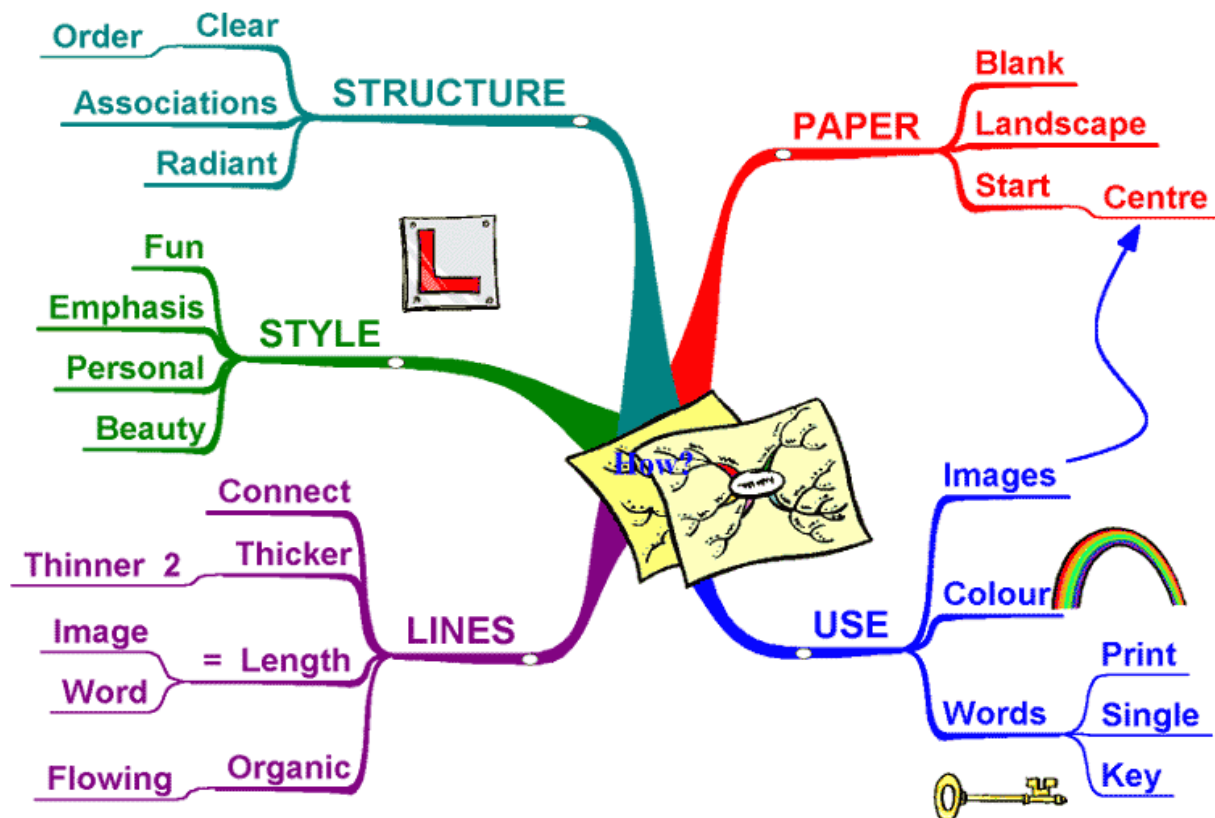 STRUCTURE
Clear
Order
Associations
Radiant
PAPER
Blank
Landscape
Start
Centre
L
STYLE
Fun
Emphasis
Personal
Beauty
How?
LINES
Connect
Thicker
Thinner 2
= Length
Image
Word
Organic
Flowing
USE
Images
Colour
Words
Print
Single
Key